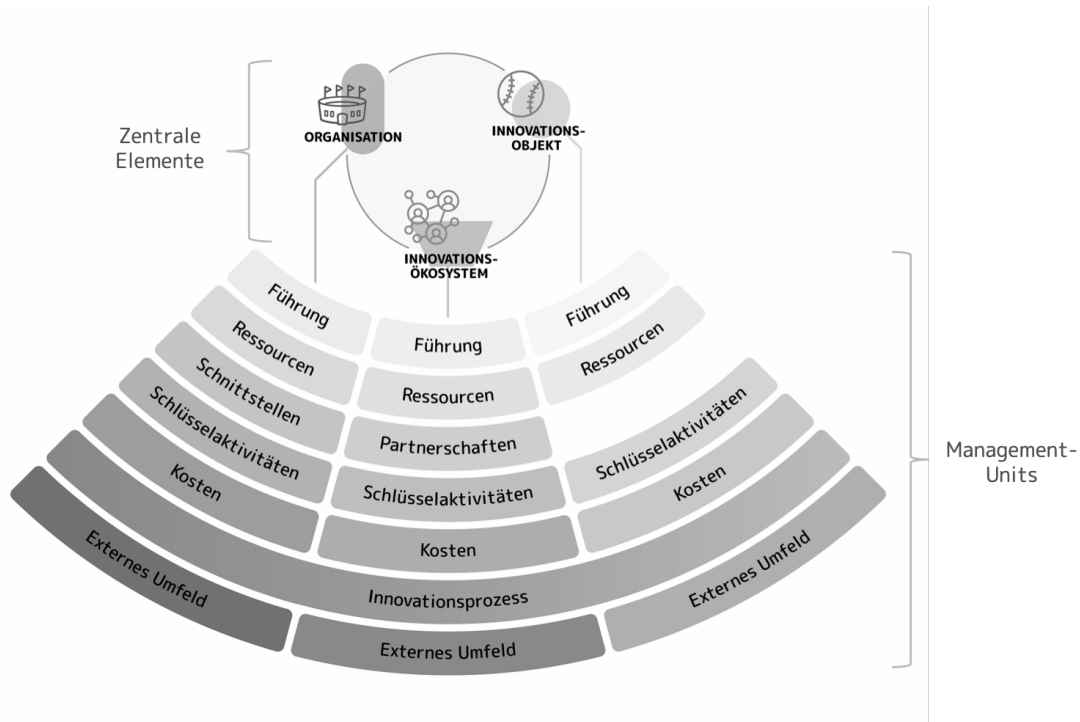 Zentrale
Elemente
ORGANISATION
INNOVATIONS-
OBJEKT
INNOVATIONS-
ÖKOSYSTEM
Führung
Ressourcen
Schnittstellen
Schlüsselaktivitäten
Kosten
Externes Umfeld
Führung
Ressourcen
Partnerschaften
Schlüsselaktivitäten
Kosten
Innovationsprozess
Externes Umfeld
Führung
Ressourcen
Schlüsselaktivitäten
Kosten
Externes Umfeld
Management-
Units